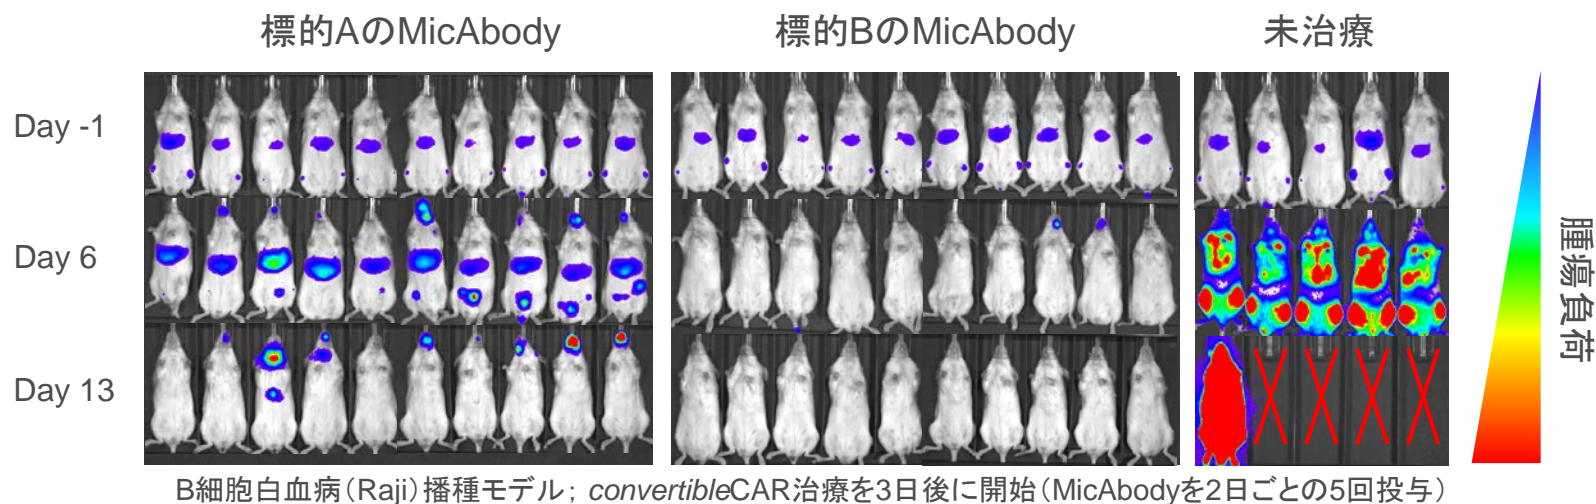 標的AのMicAbody
標的BのMicAbody
未治療
Day -1
Day 6
Day 13
腫瘍負荷
B細胞白血病(Raji)播種モデル; convertibleCAR治療を3日後に開始(MicAbodyを2日ごとの5回投与)